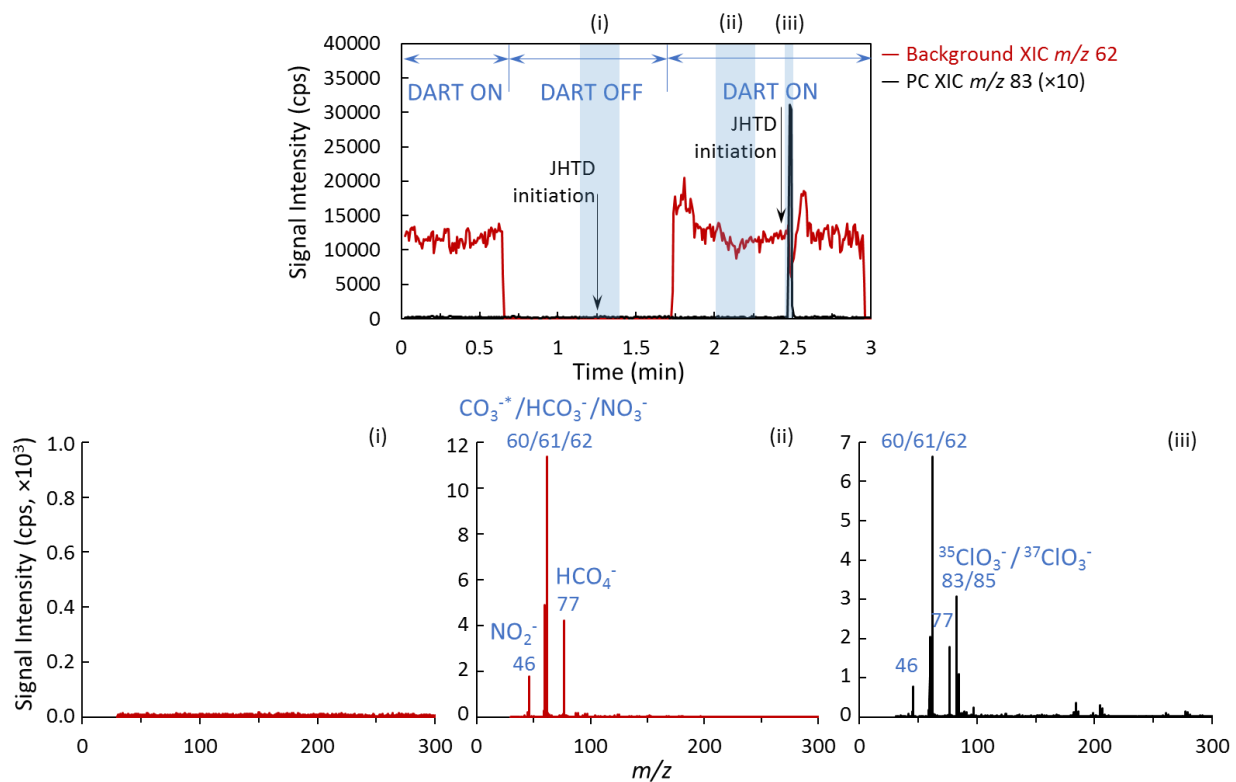 (i) (ii) (iii)
40000
35000
30000
25000
20000
15000
10000
5000
0
Signal Intensity (cps)
DART ON DART OFF DART ON
JHTD
initiation
JHTD
initiation
Background XIC m/z 62
PC XIC m/z 83 (×10)
0 0.5 1 1.5 2 2.5 3
Time (min)
Signal Intensity (cps, ×10³)
1.0
0.8
0.6
0.4
0.2
0.0
(i)
0 100 200 300
CO₃⁻*/HCO₃⁻/NO₃⁻
60/61/62
(ii)
12
10
8
6
4
2
0
HCO₄⁻
77
NO₂⁻
46
0 100 200 300
m/z
60/61/62
(iii)
7
6
5
4
3
2
1
0
³⁵ClO₃⁻/³⁷ClO₃⁻
83/85
77
46
0 100 200 300